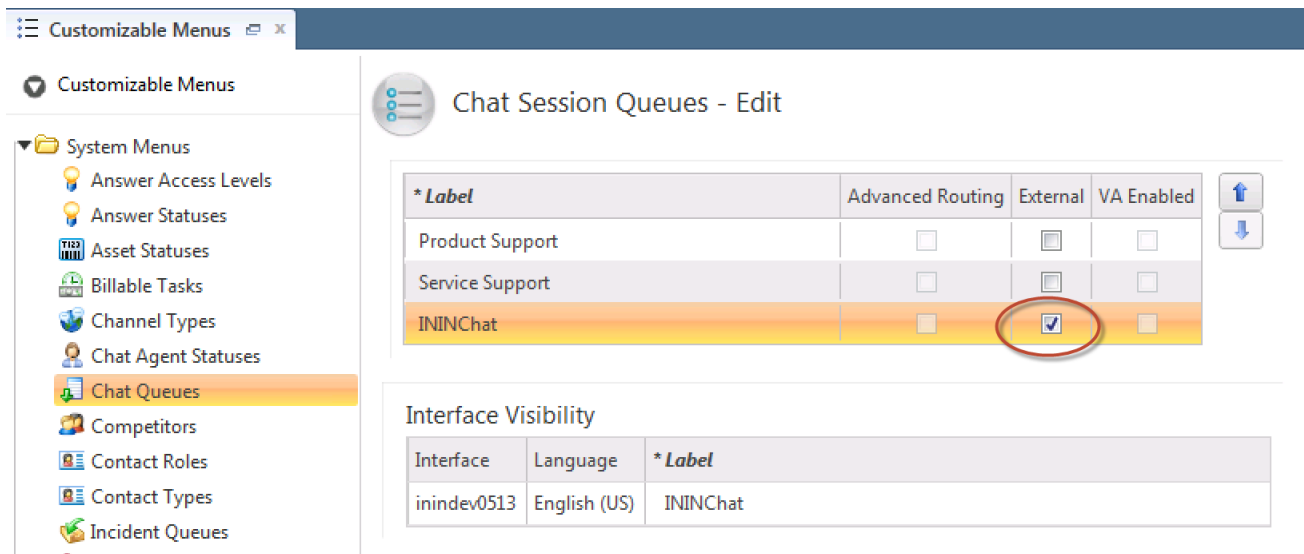 Customizable Menus
Customizable Menus
System Menus
Answer Access Levels
Answer Statuses
Asset Statuses
Billable Tasks
Channel Types
Chat Agent Statuses
Chat Queues
Competitors
Contact Roles
Contact Types
Incident Queues
Chat Session Queues - Edit
* Label Advanced Routing External VA Enabled
Product Support
Service Support
ININChat
Interface Visibility
Interface Language * Label
inindev0513 English (US) ININChat